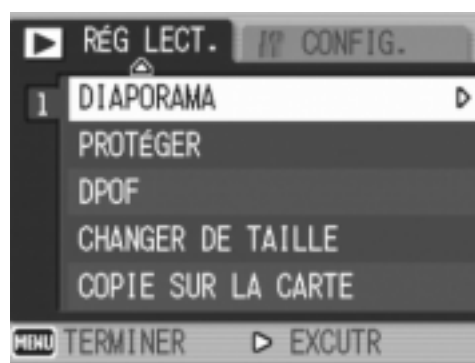 RÉG LECT. CONFIG.
1 DIAPORAMA
PROTÉGER
DPOF
CHANGER DE TAILLE
COPIE SUR LA CARTE
MENU TERMINER EXCUTR